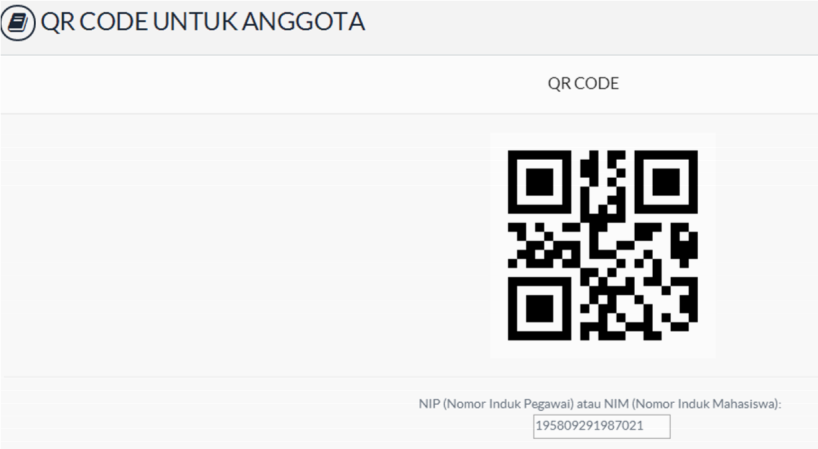 QR CODE UNTUK ANGGOTA
QR CODE
NIP (Nomor Induk Pegawai) atau NIM (Nomor Induk Mahasiswa):
195809291987021